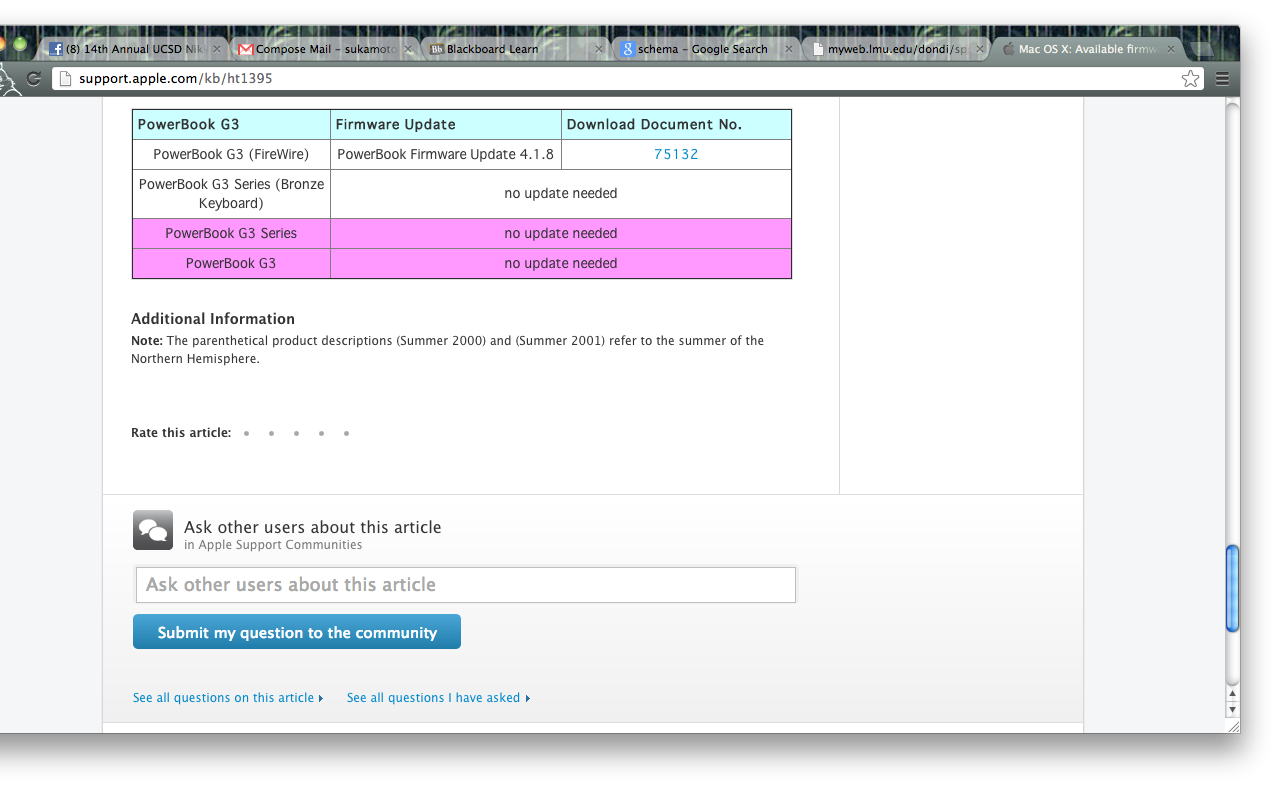 (8) 14th Annual UCSD Nik
Compose Mail – sukamoto
Bb Blackboard Learn
8 schema – Google Search
myweb.lmu.edu/dondi/sp
Mac OS X: Available firmw
support.apple.com/kb/ht1395
PowerBook G3 Firmware Update Download Document No.
PowerBook G3 (FireWire) PowerBook Firmware Update 4.1.8 75132
PowerBook G3 Series (Bronze
Keyboard) no update needed
PowerBook G3 Series no update needed
PowerBook G3 no update needed
Additional Information
Note: The parenthetical product descriptions (Summer 2000) and (Summer 2001) refer to the summer of the
Northern Hemisphere.
Rate this article:
Ask other users about this article
in Apple Support Communities
Ask other users about this article
Submit my question to the community
See all questions on this article
See all questions I have asked